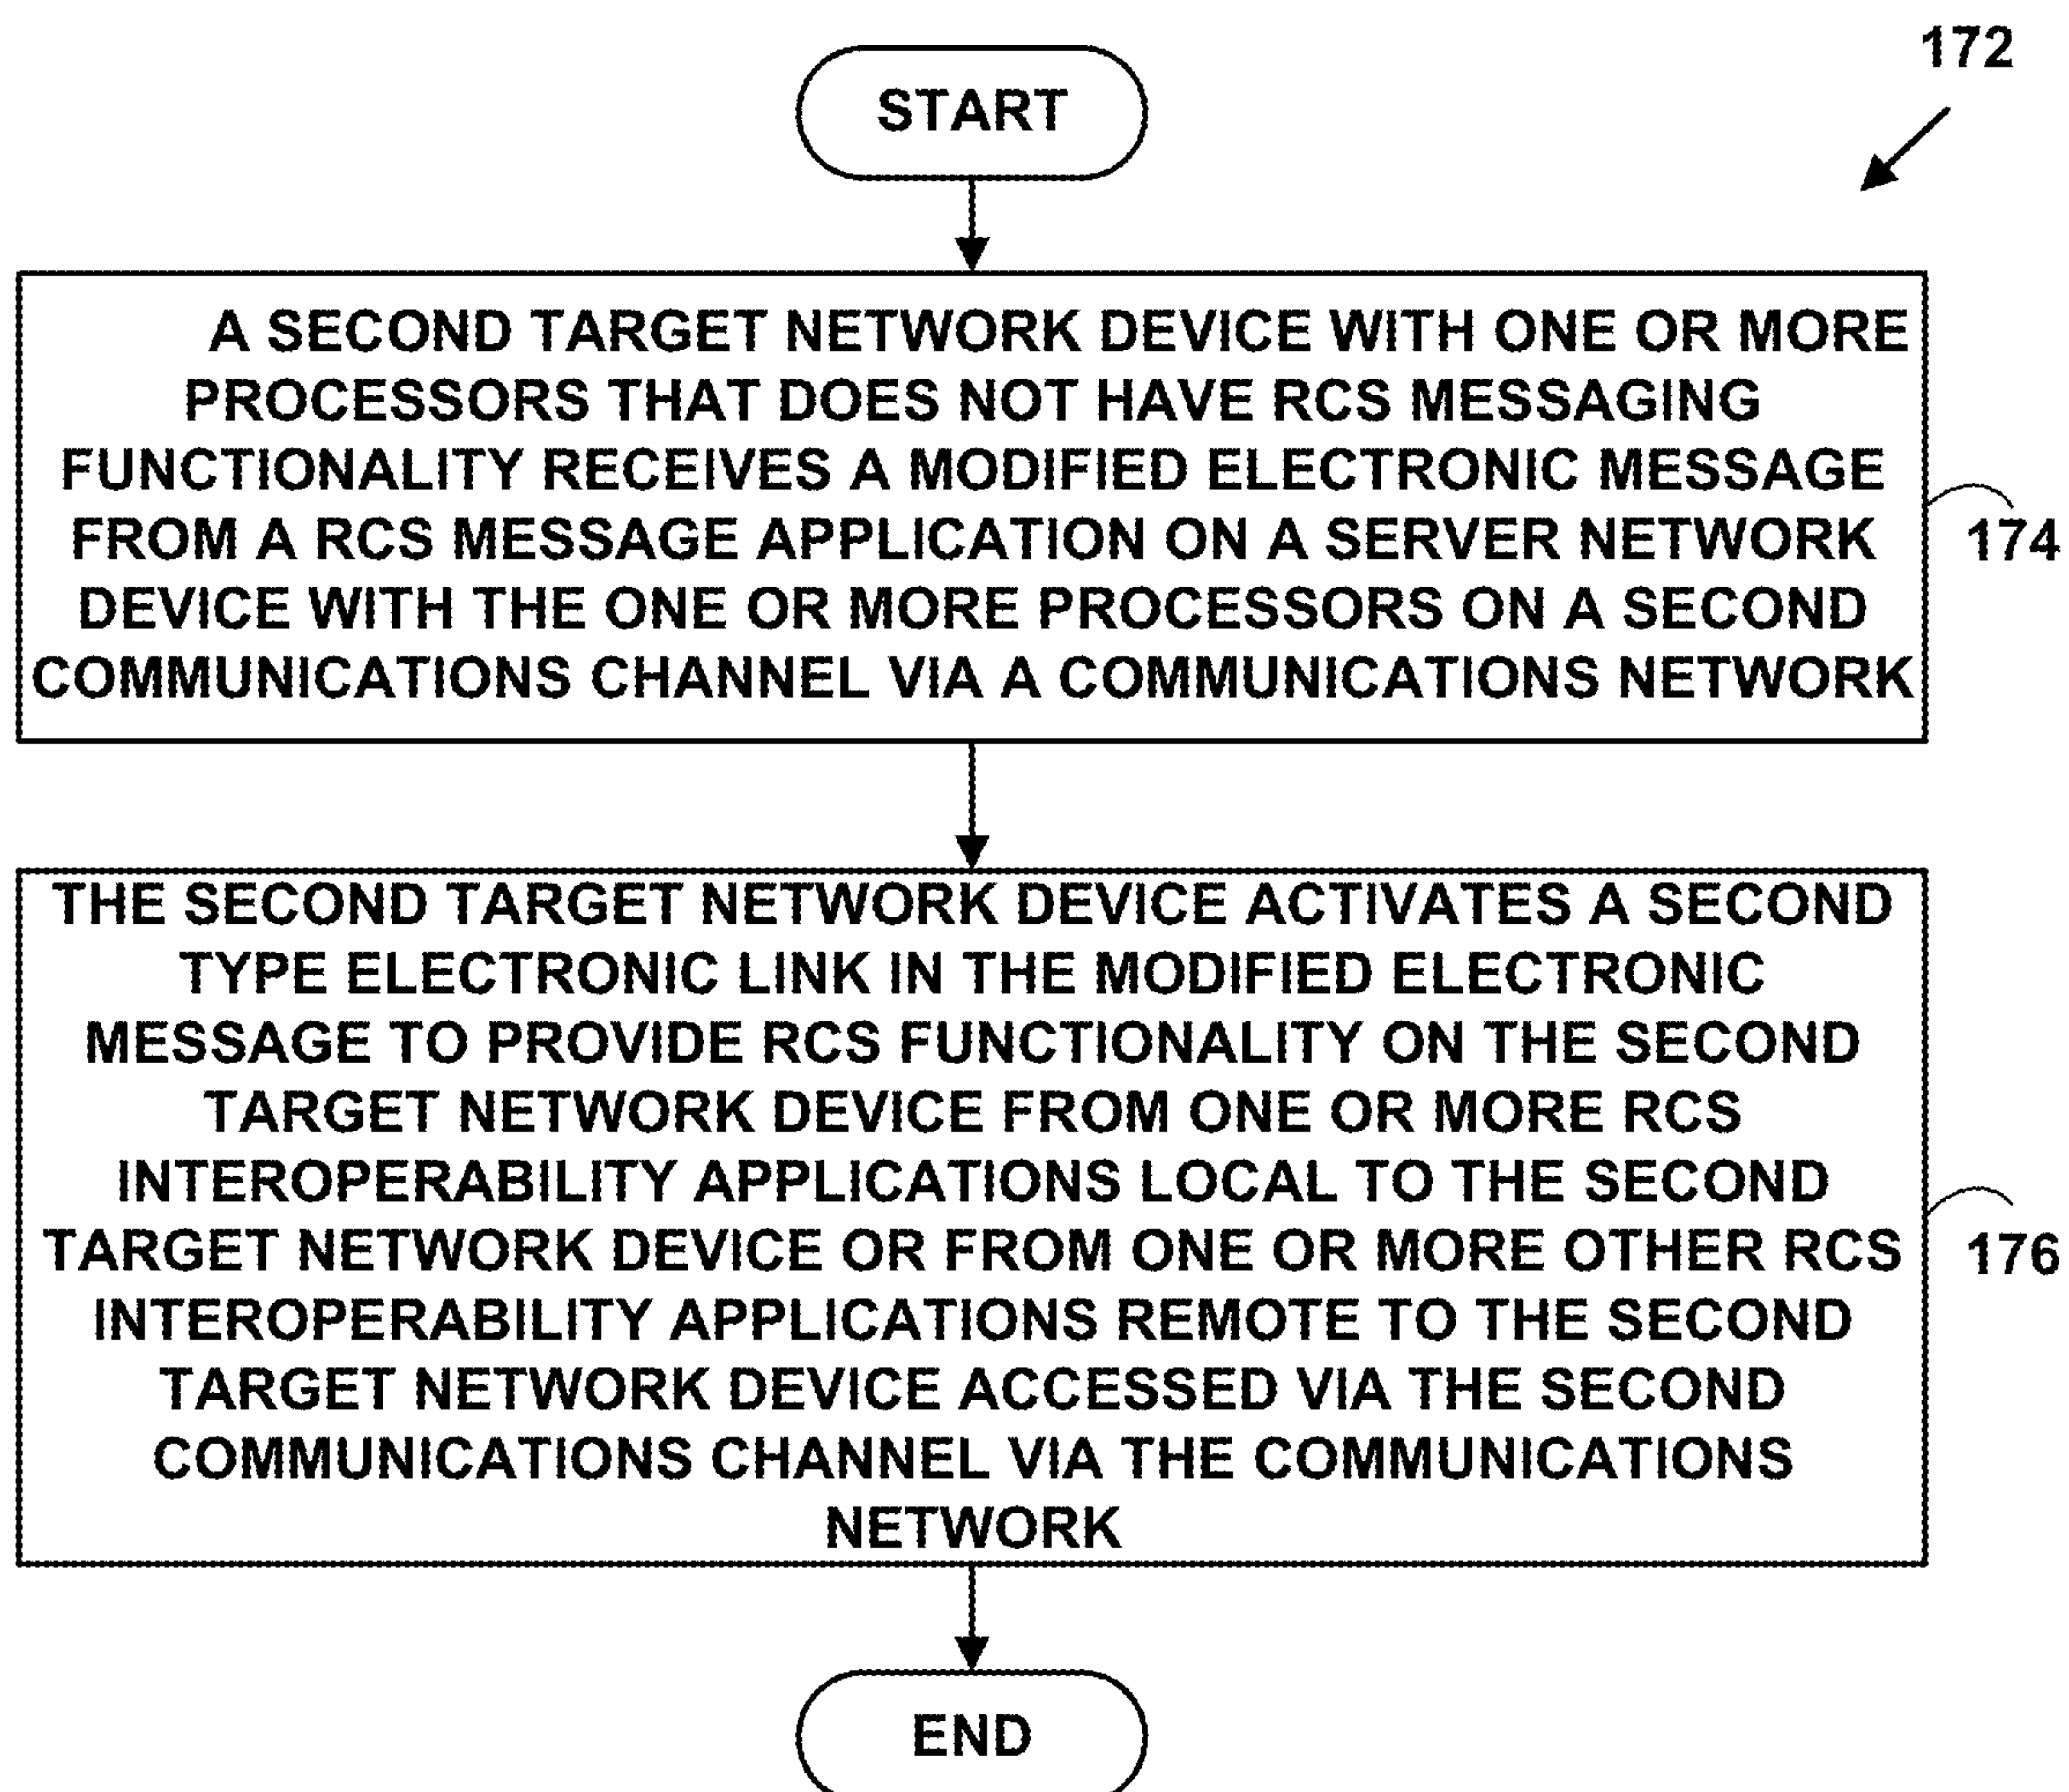 172
START
A SECOND TARGET NETWORK DEVICE WITH ONE OR MORE
PROCESSORS THAT DOES NOT HAVE RCS MESSAGING
FUNCTIONALITY RECEIVES A MODIFIED ELECTRONIC MESSAGE
FROM A RCS MESSAGE APPLICATION ON A SERVER NETWORK
DEVICE WITH THE ONE OR MORE PROCESSORS ON A SECOND
COMMUNICATIONS CHANNEL VIA A COMMUNICATIONS NETWORK
174
THE SECOND TARGET NETWORK DEVICE ACTIVATES A SECOND
TYPE ELECTRONIC LINK IN THE MODIFIED ELECTRONIC
MESSAGE TO PROVIDE RCS FUNCTIONALITY ON THE SECOND
TARGET NETWORK DEVICE FROM ONE OR MORE RCS
INTEROPERABILITY APPLICATIONS LOCAL TO THE SECOND
TARGET NETWORK DEVICE OR FROM ONE OR MORE OTHER RCS
INTEROPERABILITY APPLICATIONS REMOTE TO THE SECOND
TARGET NETWORK DEVICE ACCESSED VIA THE SECOND
COMMUNICATIONS CHANNEL VIA THE COMMUNICATIONS
NETWORK
176
END